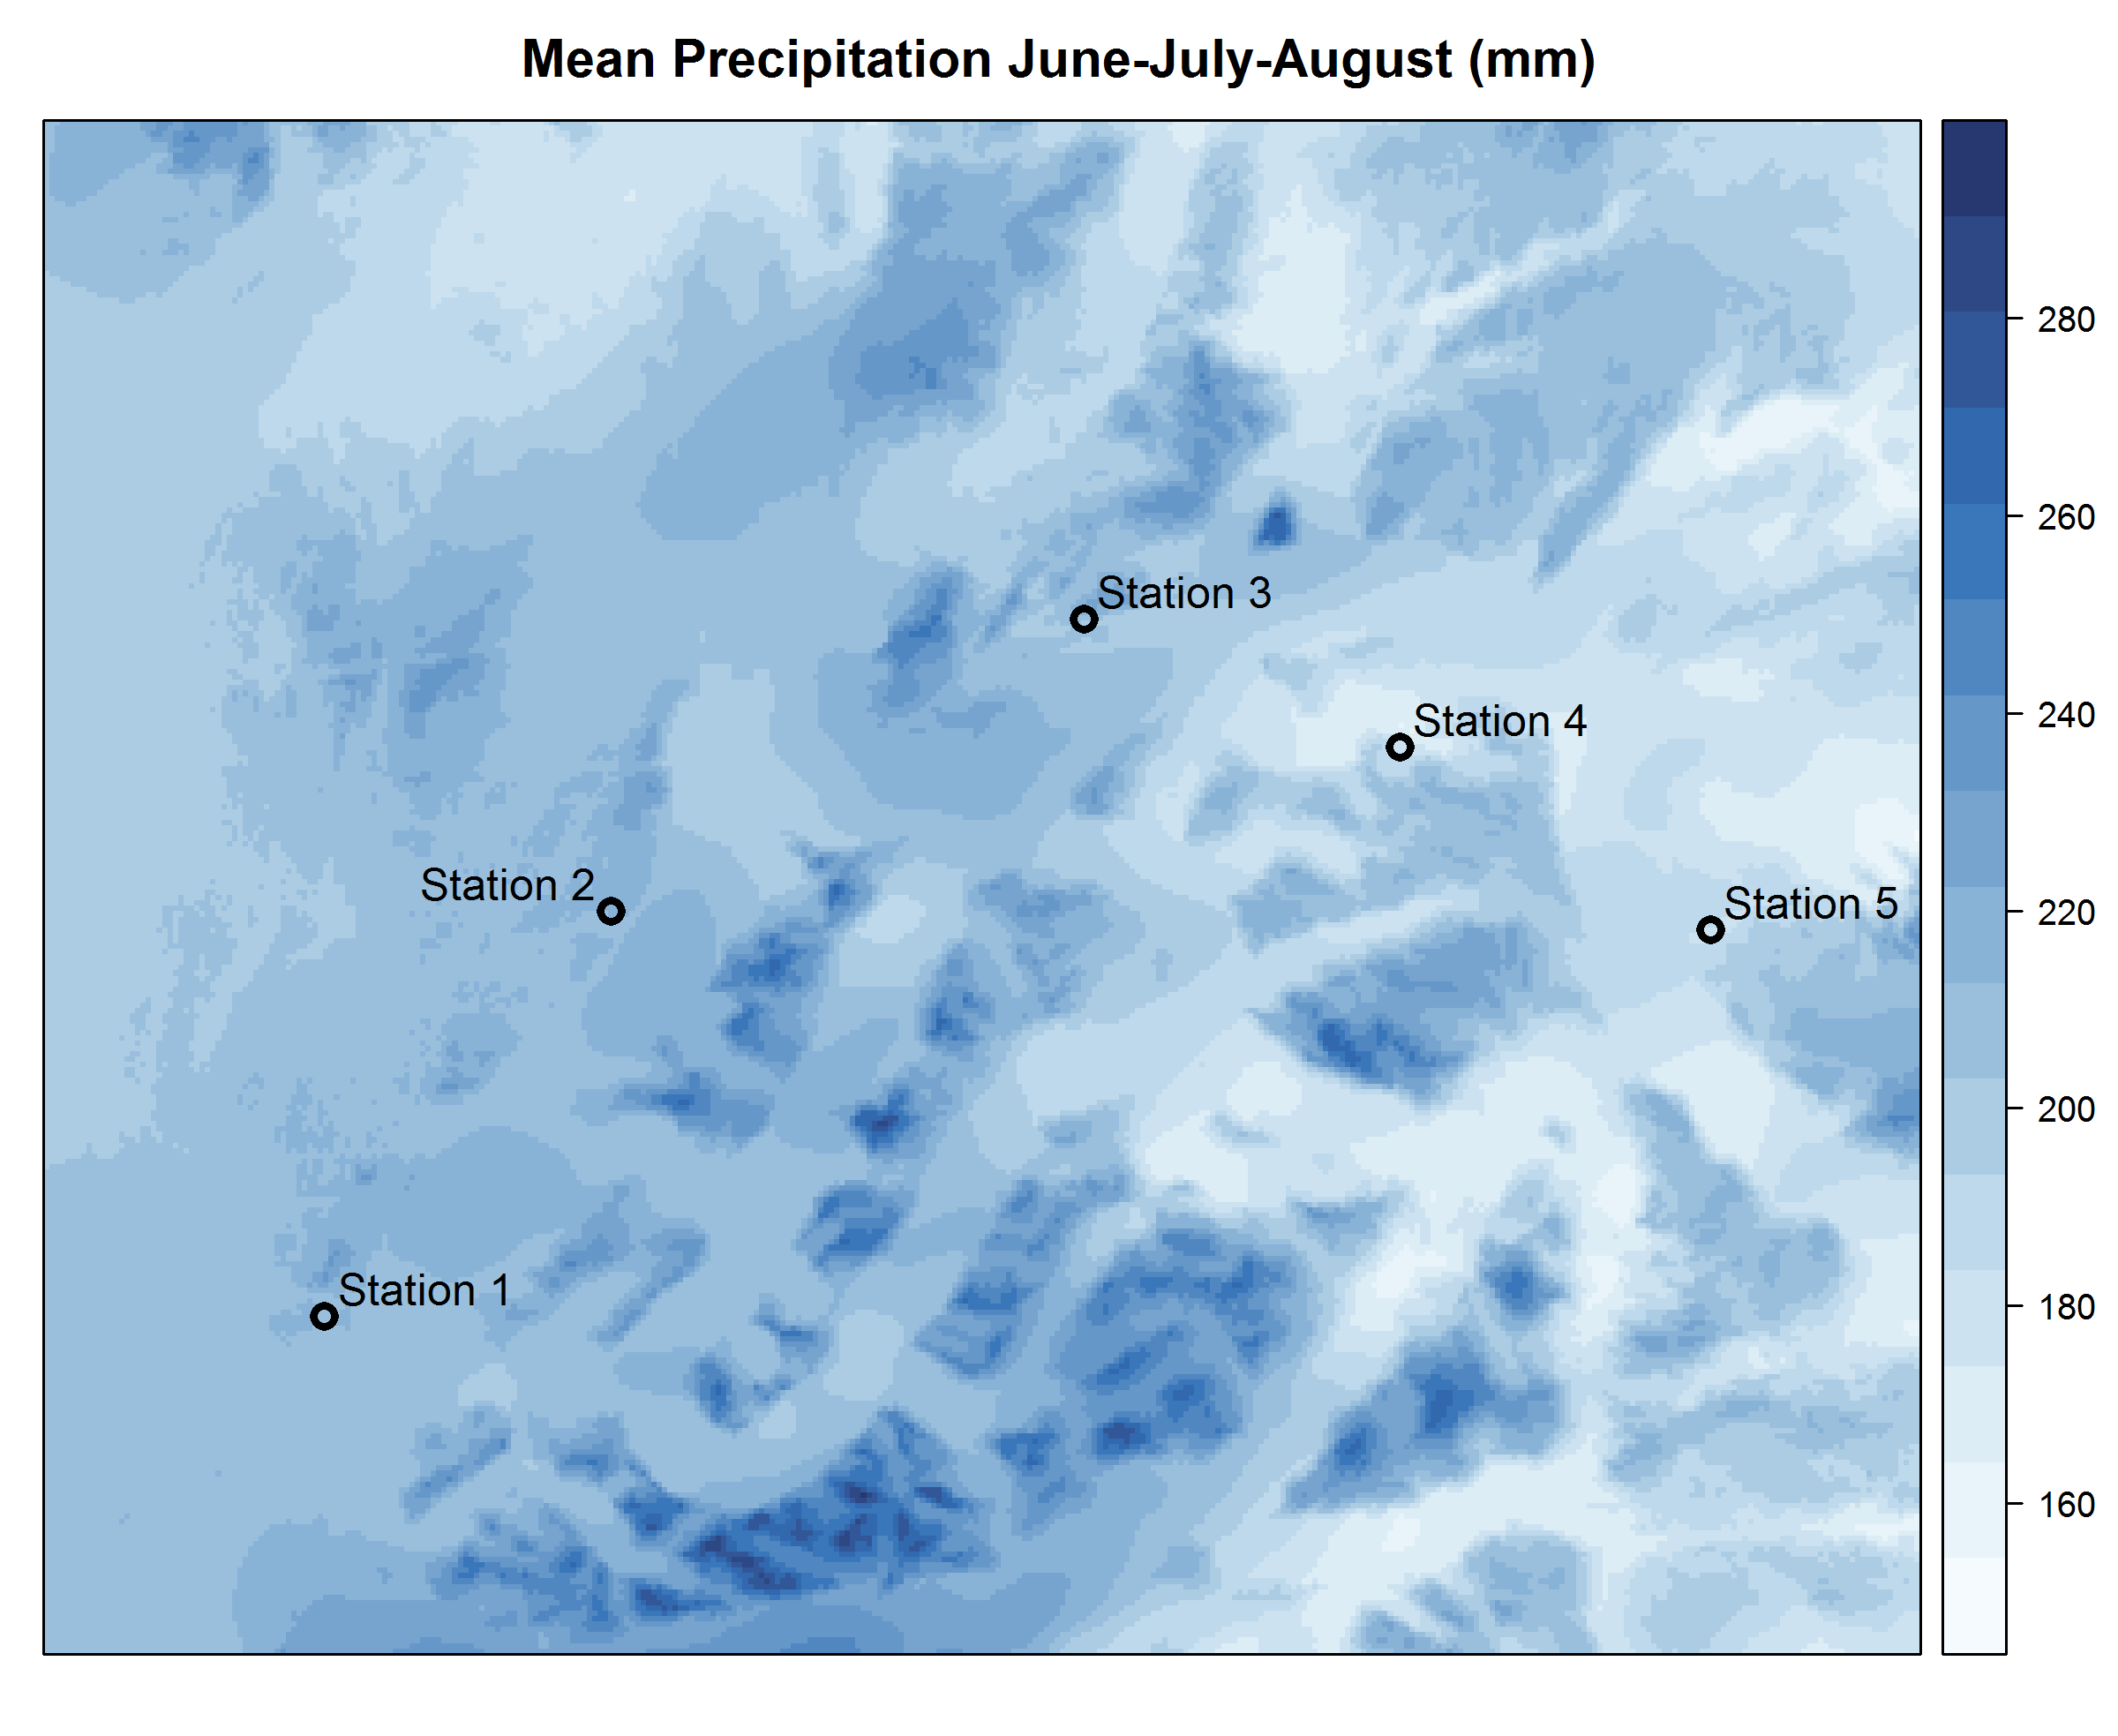 Mean Precipitation June-July-August (mm)
280
260
Station 3
240
Station 4
220
Station 2
Station 5
200
180
Station 1
160